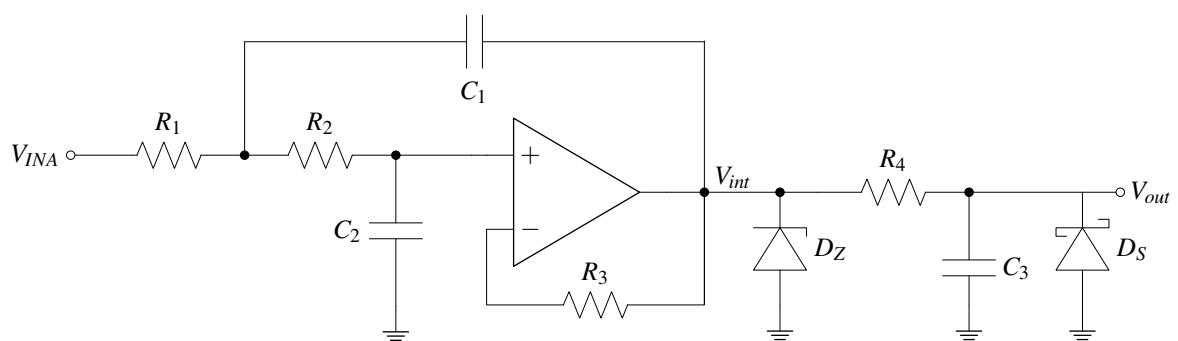 C1
R1
R2
VINA
+
R4
Vint
Vout
C2
−
DZ
C3
DS
R3